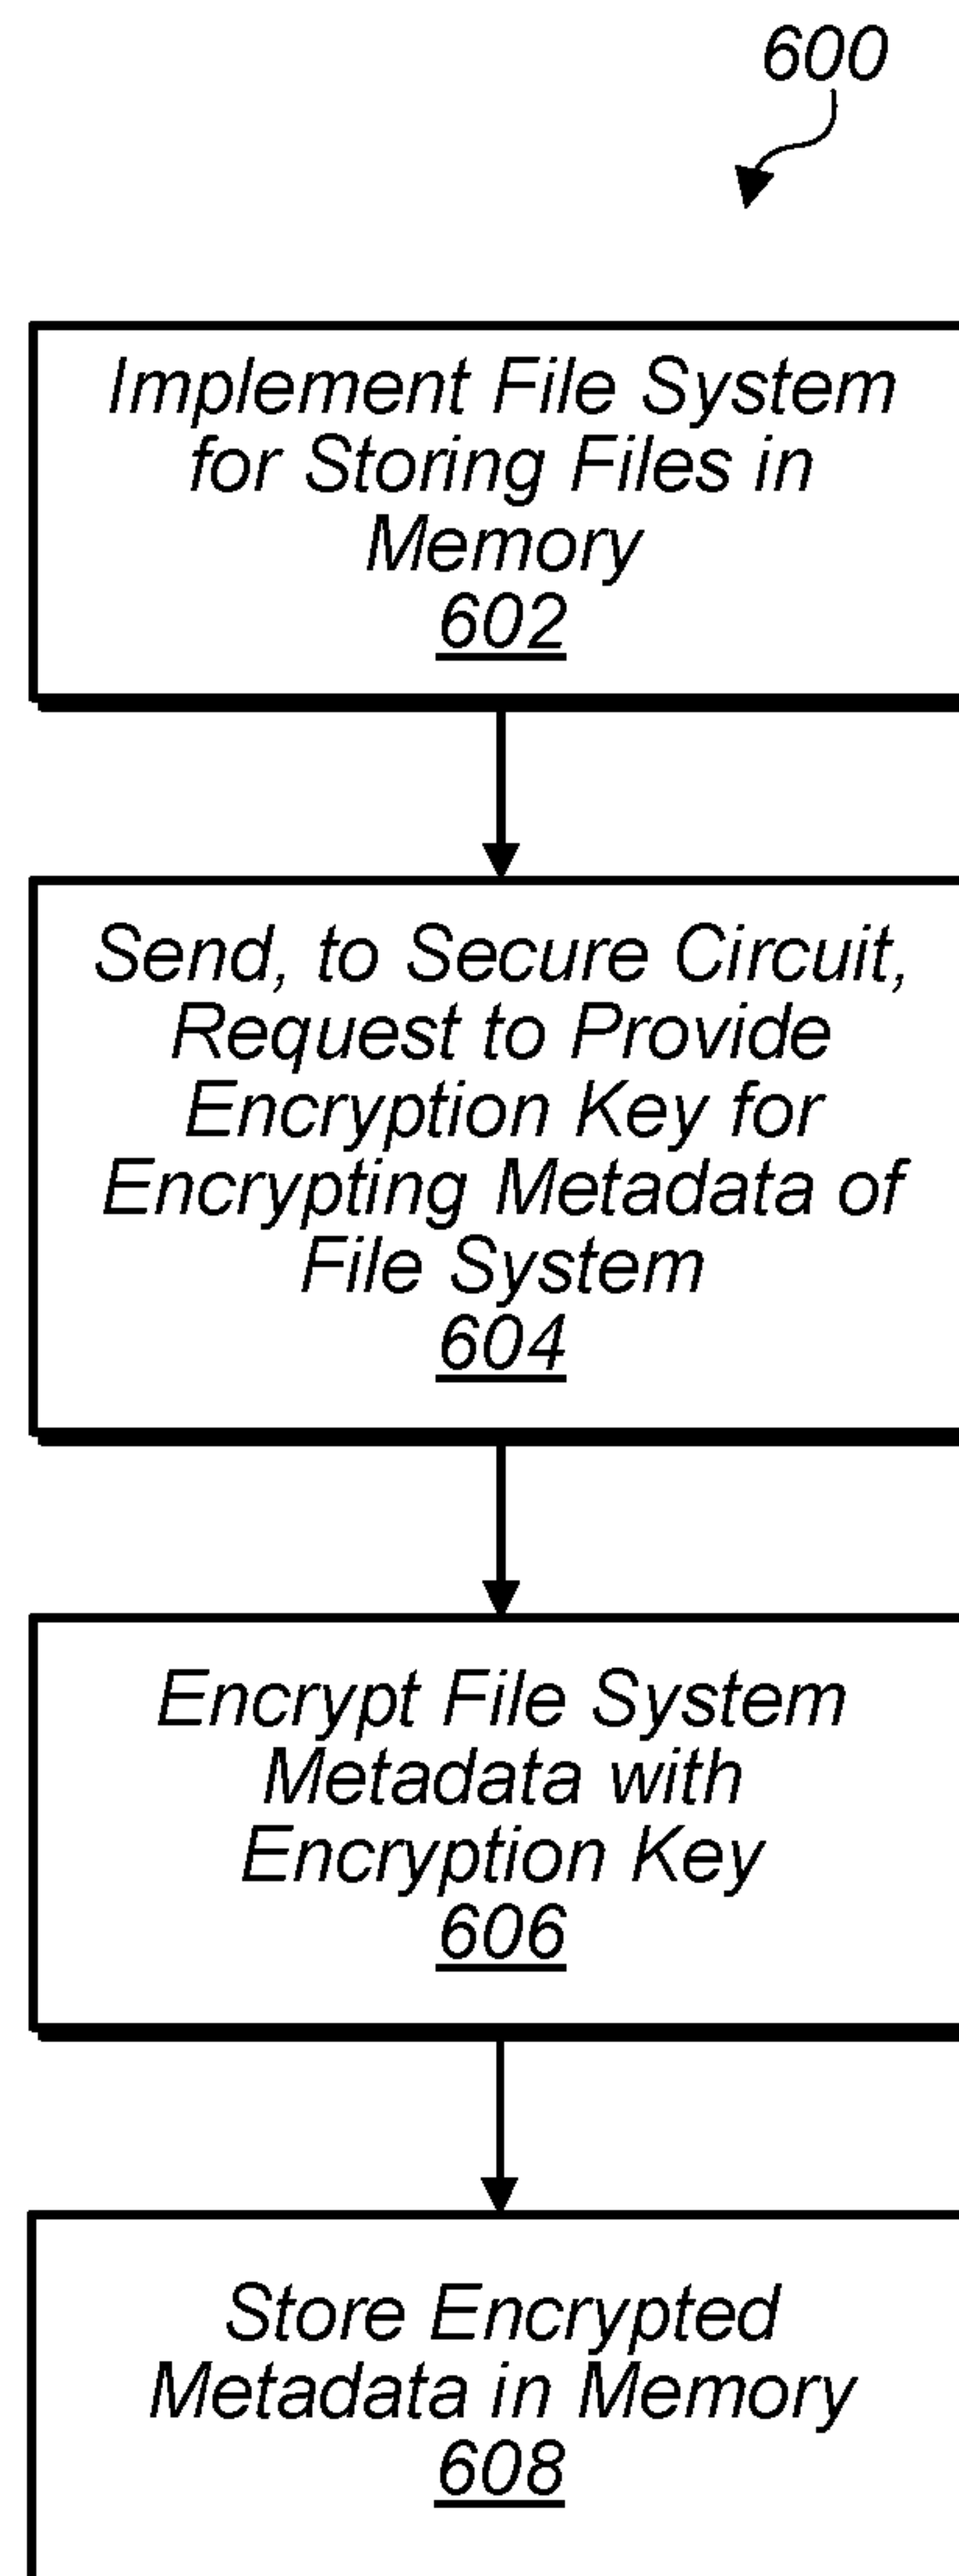 600
Implement File System
for Storing Files in
Memory
602
Send, to Secure Circuit,
Request to Provide
Encryption Key for
Encrypting Metadata of
File System
604
Encrypt File System
Metadata with
Encryption Key
606
Store Encrypted
Metadata in Memory
608